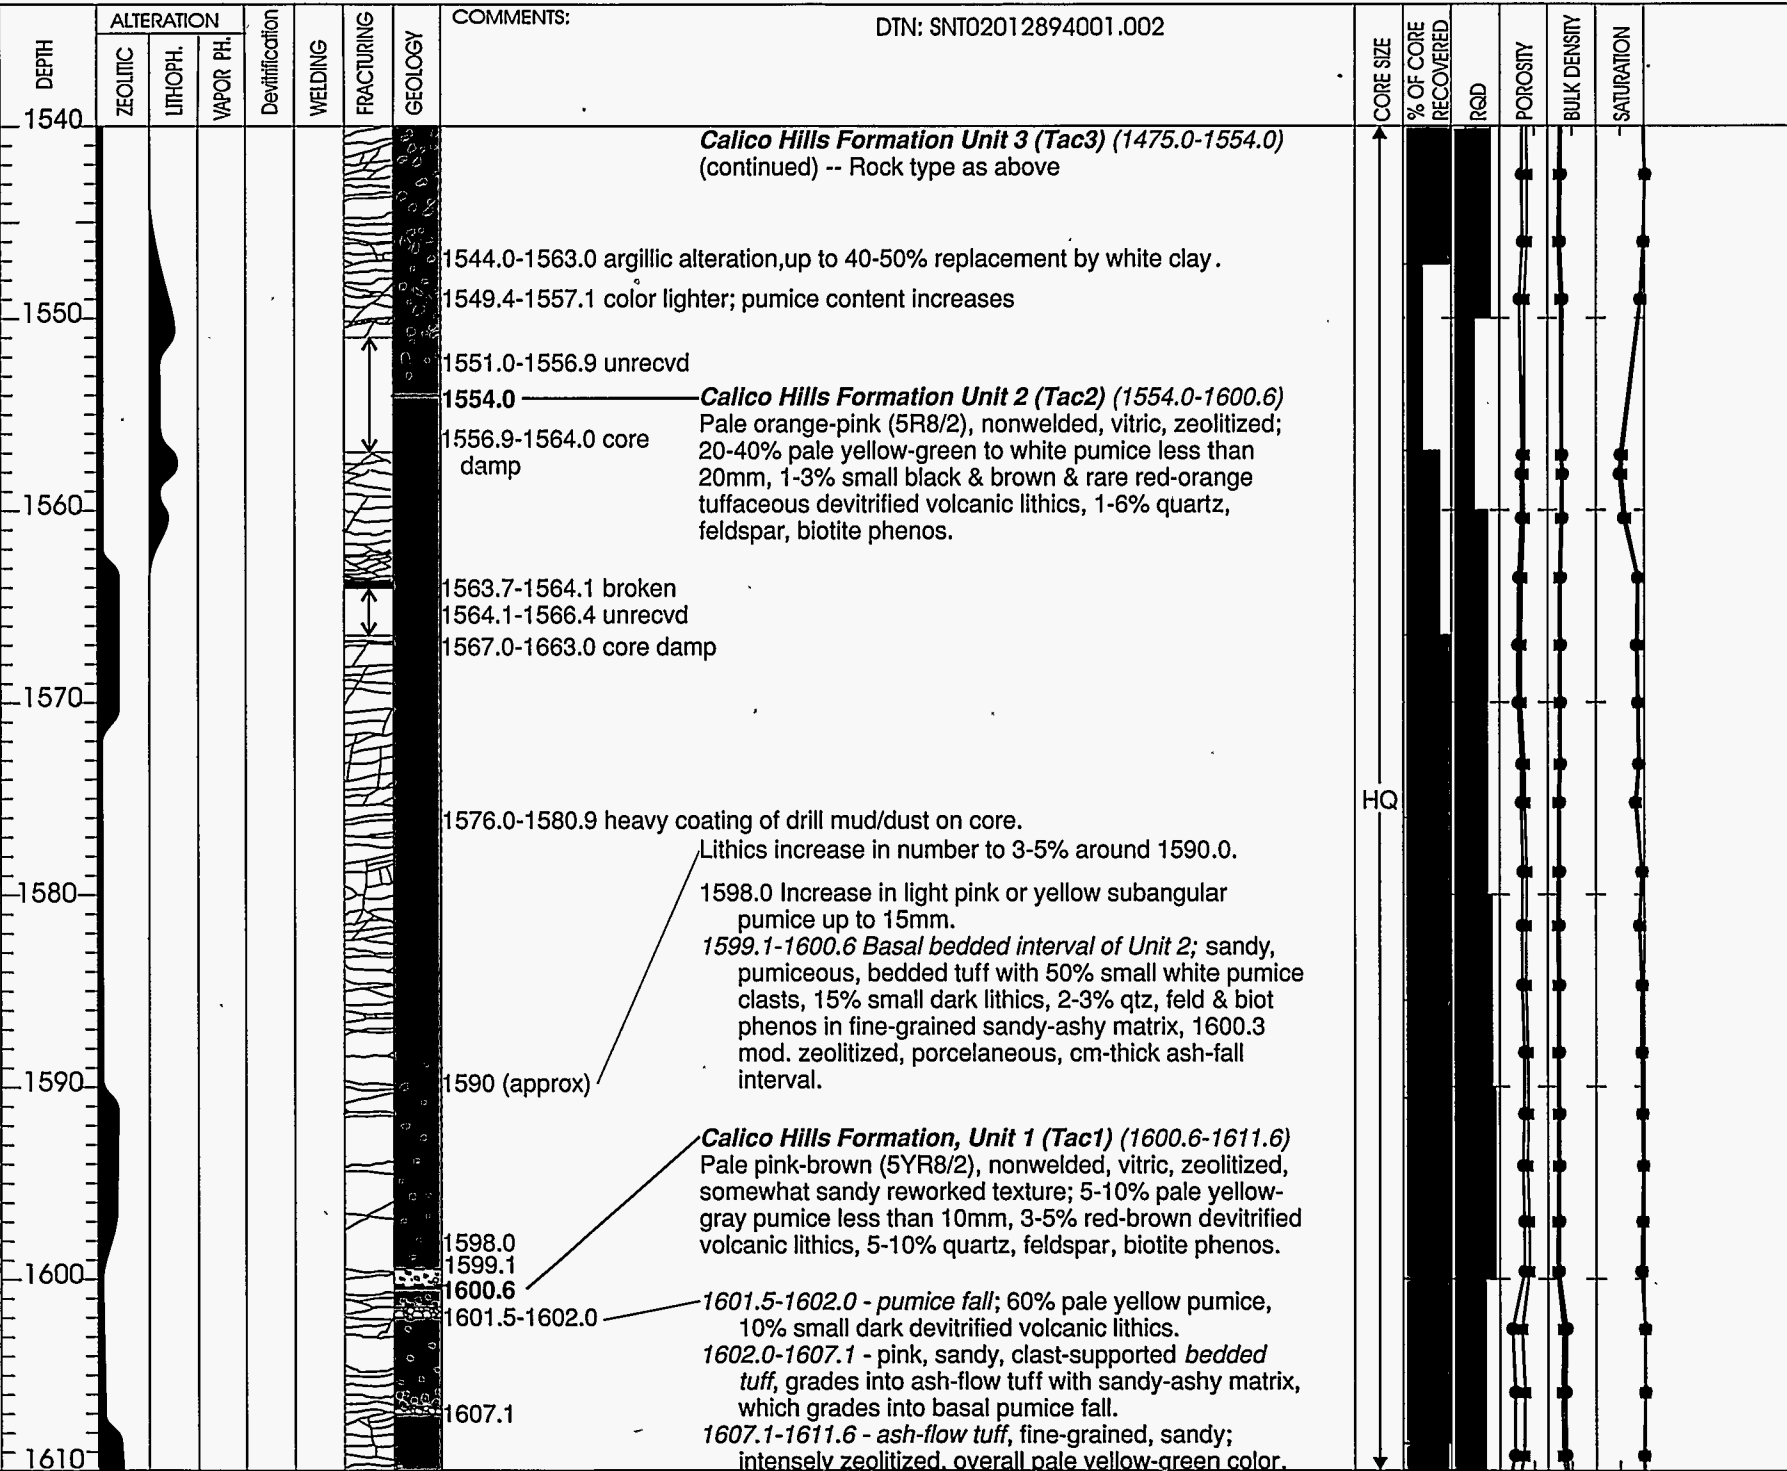 DEPTH
ALTERATION
ZEOLITIC
LITHOPH.
VAPOR PH.
Devitrification
WELDING
FRACTURING
GEOLOGY
COMMENTS:
DTN: SNT02012894001.002
CORE SIZE
% OF CORE
RECOVERED
RQD
POROSITY
BULK DENSITY
SATURATION
1540
Calico Hills Formation Unit 3 (Tac3) (1475.0-1554.0)
(continued) -- Rock type as above
1544.0-1563.0 argillic alteration,up to 40-50% replacement by white clay.
1549.4-1557.1 color lighter; pumice content increases
1550
1551.0-1556.9 unrecvd
1554.0
Calico Hills Formation Unit 2 (Tac2) (1554.0-1600.6)
Pale orange-pink (5R8/2), nonwelded, vitric, zeolitized;
20-40% pale yellow-green to white pumice less than
20mm, 1-3% small black & brown & rare red-orange
tuffaceous devitrified volcanic lithics, 1-6% quartz,
feldspar, biotite phenos.
1556.9-1564.0 core
damp
1560
1563.7-1564.1 broken
1564.1-1566.4 unrecvd
1567.0-1663.0 core damp
1570
HQ
1576.0-1580.9 heavy coating of drill mud/dust on core.
Lithics increase in number to 3-5% around 1590.0.
1580
1598.0 Increase in light pink or yellow subangular
pumice up to 15mm.
1599.1-1600.6 Basal bedded interval of Unit 2; sandy,
pumiceous, bedded tuff with 50% small white pumice
clasts, 15% small dark lithics, 2-3% qtz, feld & biot
phenos in fine-grained sandy-ashy matrix, 1600.3
mod. zeolitized, porcelaneous, cm-thick ash-fall
interval.
1590
1590 (approx)
Calico Hills Formation, Unit 1 (Tac1) (1600.6-1611.6)
Pale pink-brown (5YR8/2), nonwelded, vitric, zeolitized,
somewhat sandy reworked texture; 5-10% pale yellow-
gray pumice less than 10mm, 3-5% red-brown devitrified
volcanic lithics, 5-10% quartz, feldspar, biotite phenos.
1598.0
1599.1
1600
1600.6
1601.5-1602.0
1601.5-1602.0 - pumice fall; 60% pale yellow pumice,
10% small dark devitrified volcanic lithics.
1602.0-1607.1 - pink, sandy, clast-supported bedded
tuff, grades into ash-flow tuff with sandy-ashy matrix,
which grades into basal pumice fall.
1607.1
1607.1-1611.6 - ash-flow tuff, fine-grained, sandy;
intensely zeolitized, overall pale yellow-green color.
1610